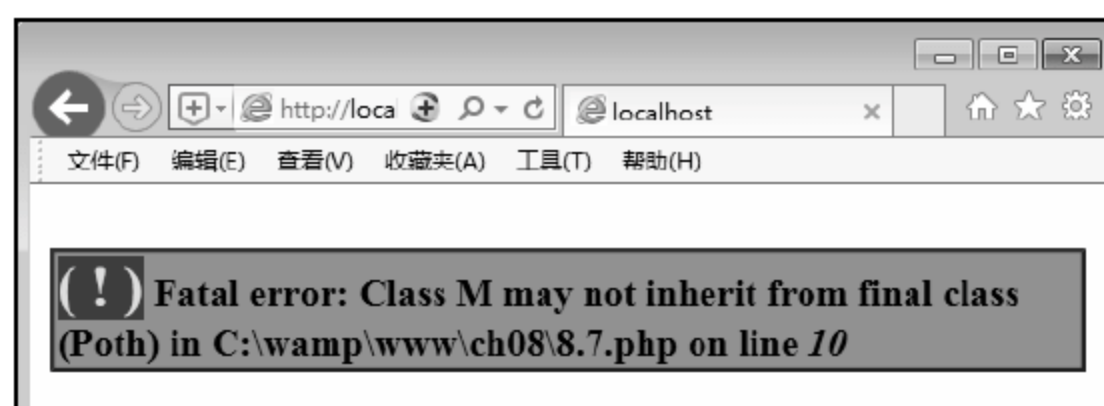 http://loca
localhost
文件(F) 编辑(E) 查看(V) 收藏夹(A) 工具(T) 帮助(H)
( ! ) Fatal error: Class M may not inherit from final class
(Poth) in C:\wamp\www\ch08\8.7.php on line 10